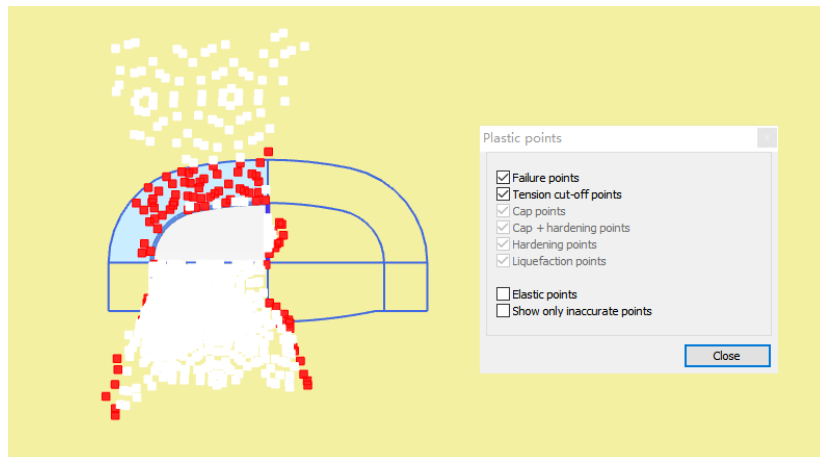 Plastic points
Failure points
Tension cut-off points
Cap points
Cap + hardening points
Hardening points
Liquefaction points
Elastic points
Show only inaccurate points
Close